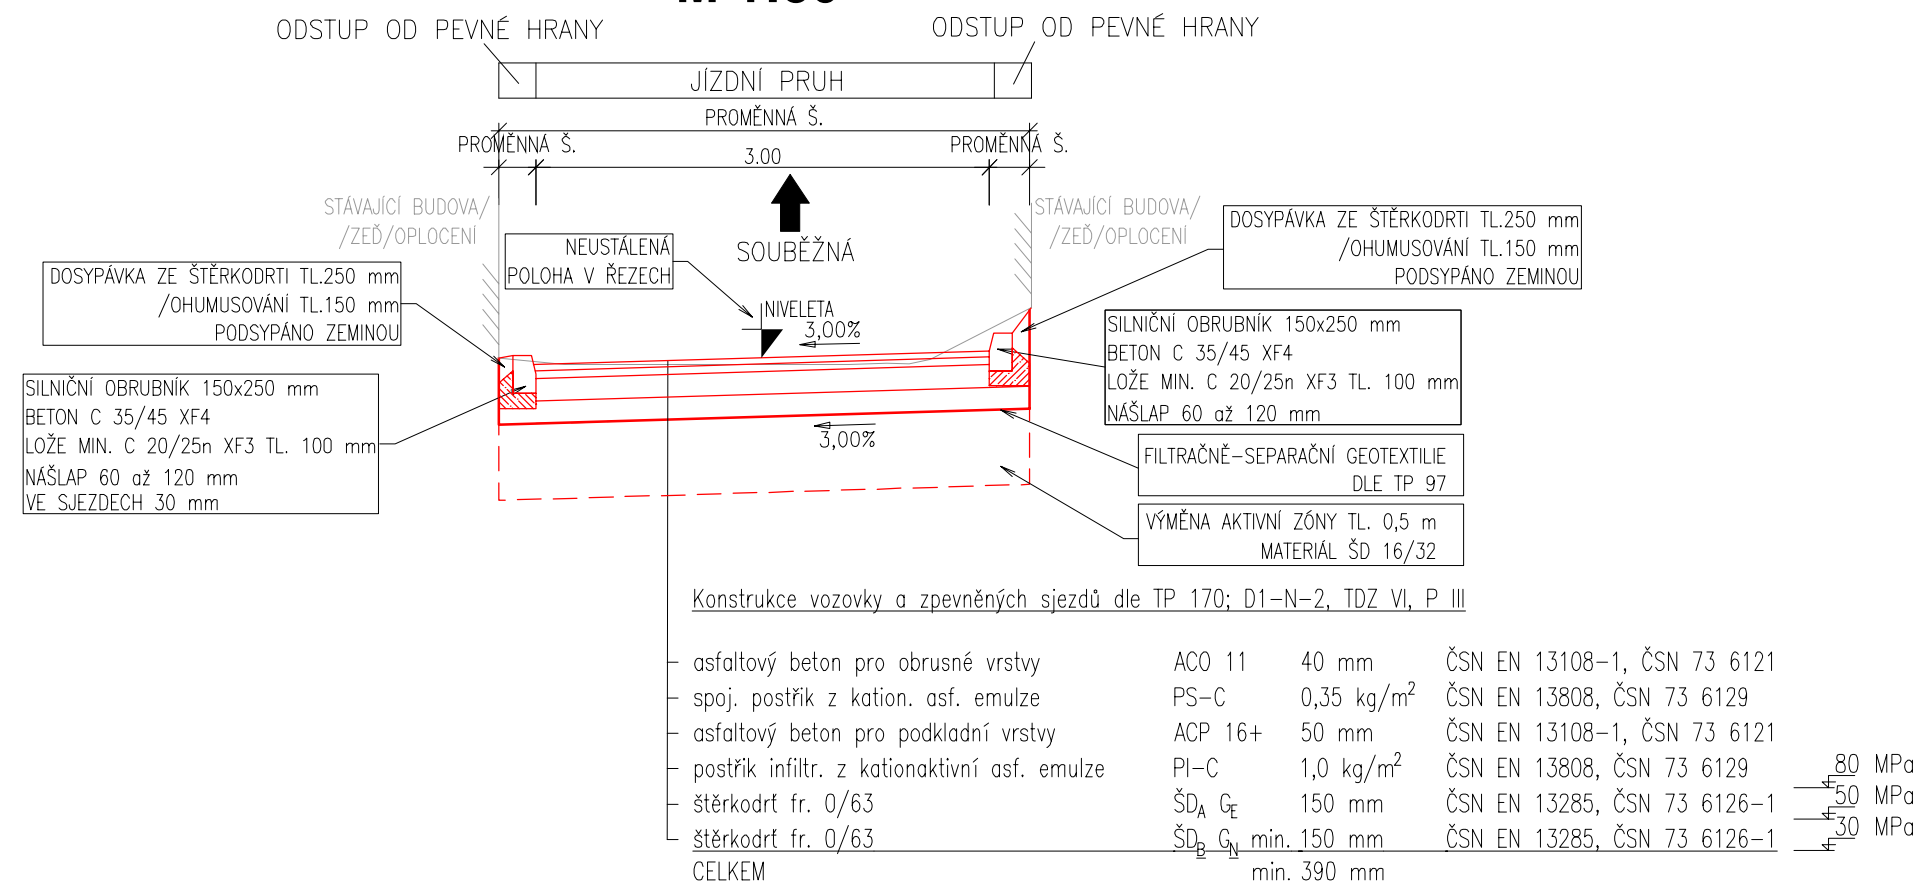 ODSTUP OD PEVNÉ HRANY
ODSTUP OD PEVNÉ HRANY
JÍZDNÍ PRUH
PROMĚNNÁ Š.
PROMĚNNÁ Š.
3.00
PROMĚNNÁ Š.
STÁVAJÍCÍ BUDOVA/
/ZEĎ/OPLOCENÍ
STÁVAJÍCÍ BUDOVA/
/ZEĎ/OPLOCENÍ
NEUSTÁLENÁ
POLOHA V ŘEZECH
SOUBĚŽNÁ
DOSYPÁVKA ZE ŠTĚRKODRTI TL.250 mm
/OHUMUSOVÁNÍ TL.150 mm
PODSYPÁNO ZEMINOU
DOSYPÁVKA ZE ŠTĚRKODRTI TL.250 mm
/OHUMUSOVÁNÍ TL.150 mm
PODSYPÁNO ZEMINOU
NIVELETA
3,00%
SILNIČNÍ OBRUBNÍK 150x250 mm
BETON C 35/45 XF4
LOŽE MIN. C 20/25n XF3 TL. 100 mm
NÁŠLAP 60 až 120 mm
SILNIČNÍ OBRUBNÍK 150x250 mm
BETON C 35/45 XF4
LOŽE MIN. C 20/25n XF3 TL. 100 mm
NÁŠLAP 60 až 120 mm
VE SJEZDECH 30 mm
3,00%
FILTRAČNĚ-SEPARAČNÍ GEOTEXTILIE
DLE TP 97
VÝMĚNA AKTIVNÍ ZÓNY TL. 0,5 m
MATERIÁL ŠD 16/32
Konstrukce vozovky a zpevněných sjezdů dle TP 170; D1-N-2, TDZ VI, P III
asfaltový beton pro obrusné vrstvy ACO 11 40 mm ČSN EN 13108-1, ČSN 73 6121
spoj. postřik z kation. asf. emulze PS-C 0,35 kg/m² ČSN EN 13808, ČSN 73 6129
asfaltový beton pro podkladní vrstvy ACP 16+ 50 mm ČSN EN 13108-1, ČSN 73 6121
postřik infiltr. z kationaktivní asf. emulze PI-C 1,0 kg/m² ČSN EN 13808, ČSN 73 6129 80 MPa
štěrkodrť fr. 0/63 ŠDA GE 150 mm ČSN EN 13285, ČSN 73 6126-1 50 MPa
štěrkodrť fr. 0/63 ŠDB GN min. 150 mm ČSN EN 13285, ČSN 73 6126-1 30 MPa
CELKEM min. 390 mm